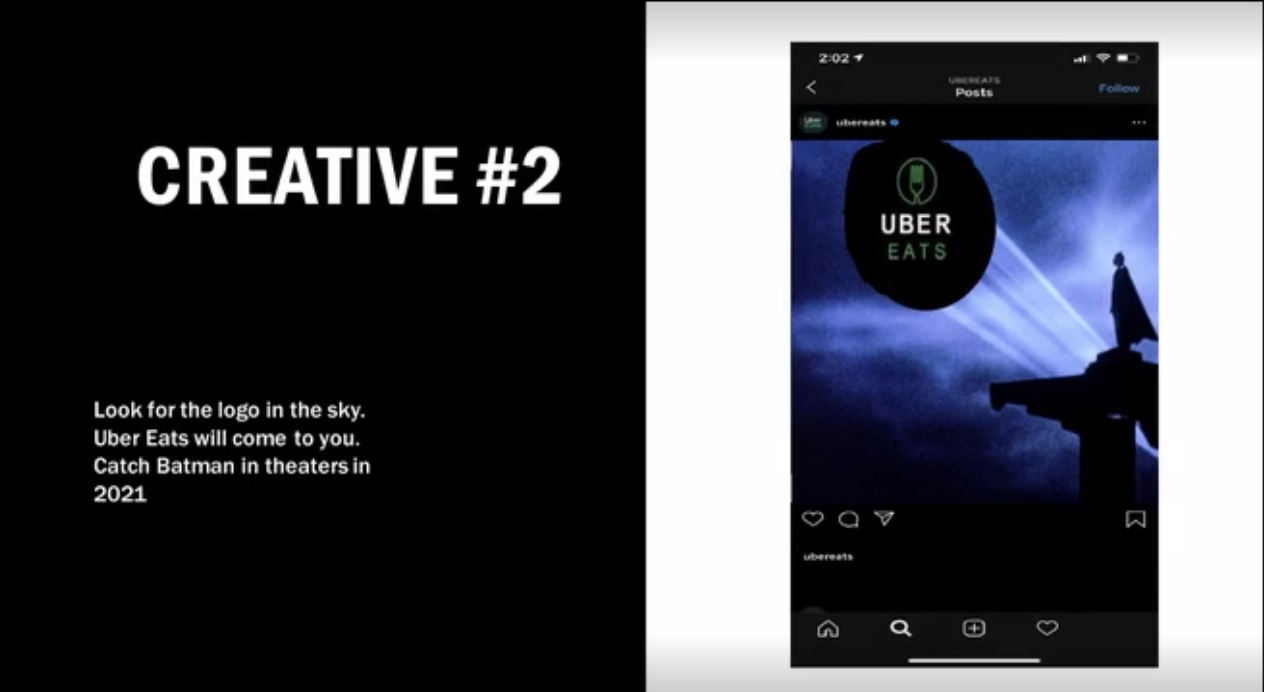 CREATIVE #2
Look for the logo in the sky.
Uber Eats will come to you.
Catch Batman in theaters in
2021
2:02
UBEREATS
Posts
Follow
ubereats
UBER
EATS
ubereats